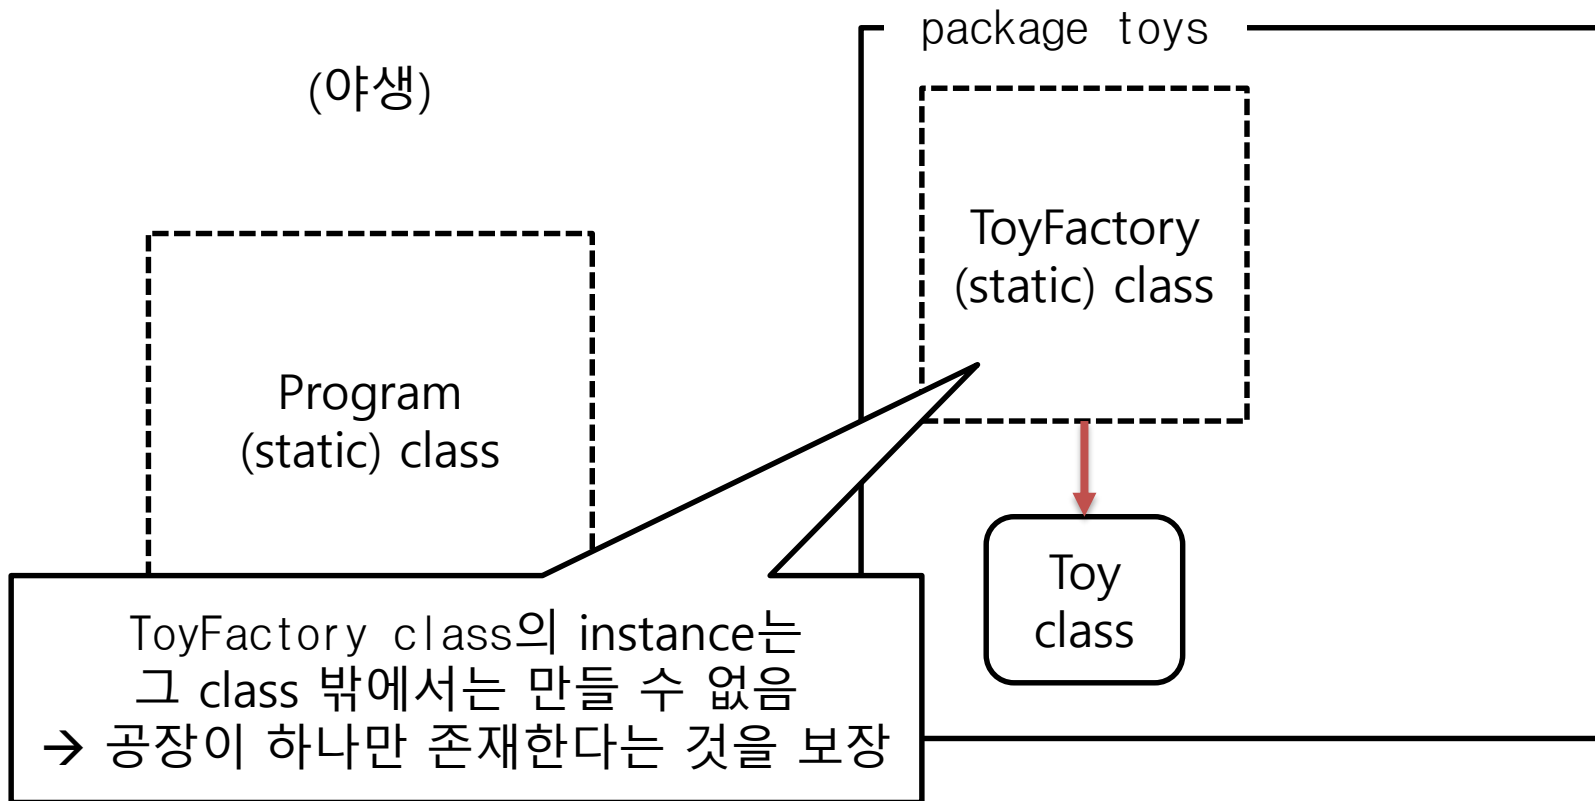 package toys
(야생)
ToyFactory
(static) class
Program
(static) class
Toy
class
ToyFactory class의 instance는
그 class 밖에서는 만들 수 없음
→ 공장이 하나만 존재한다는 것을 보장